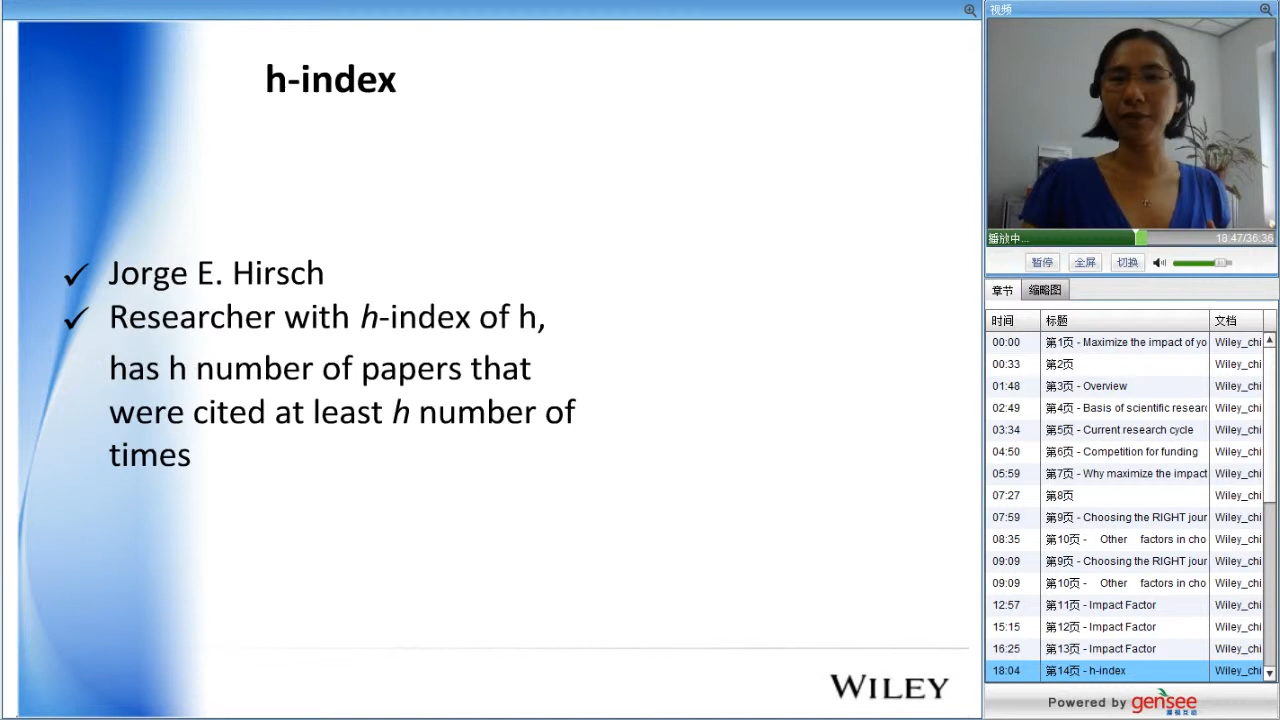 h-index
Jorge E. Hirsch
Researcher with h-index of h,
has h number of papers that
were cited at least h number of
times
WILEY
视频
播放中...
18:47/36:36
暂停 全屏 切换
章节 缩略图
时间 标题 文档
00:00 第1页 - Maximize the impact of yo Wiley_chi
00:33 第2页 Wiley_chi
01:48 第3页 - Overview Wiley_chi
02:49 第4页 - Basis of scientific researc Wiley_chi
03:34 第5页 - Current research cycle Wiley_chi
04:50 第6页 - Competition for funding Wiley_chi
05:59 第7页 - Why maximize the impact Wiley_chi
07:27 第8页 Wiley_chi
07:59 第9页 - Choosing the RIGHT jour Wiley_chi
08:35 第10页 - Other factors in cho Wiley_chi
09:09 第9页 - Choosing the RIGHT jour Wiley_chi
09:09 第10页 - Other factors in cho Wiley_chi
12:57 第11页 - Impact Factor Wiley_chi
15:15 第12页 - Impact Factor Wiley_chi
16:25 第13页 - Impact Factor Wiley_chi
18:04 第14页 - h-index Wiley_chi
Powered by gensee